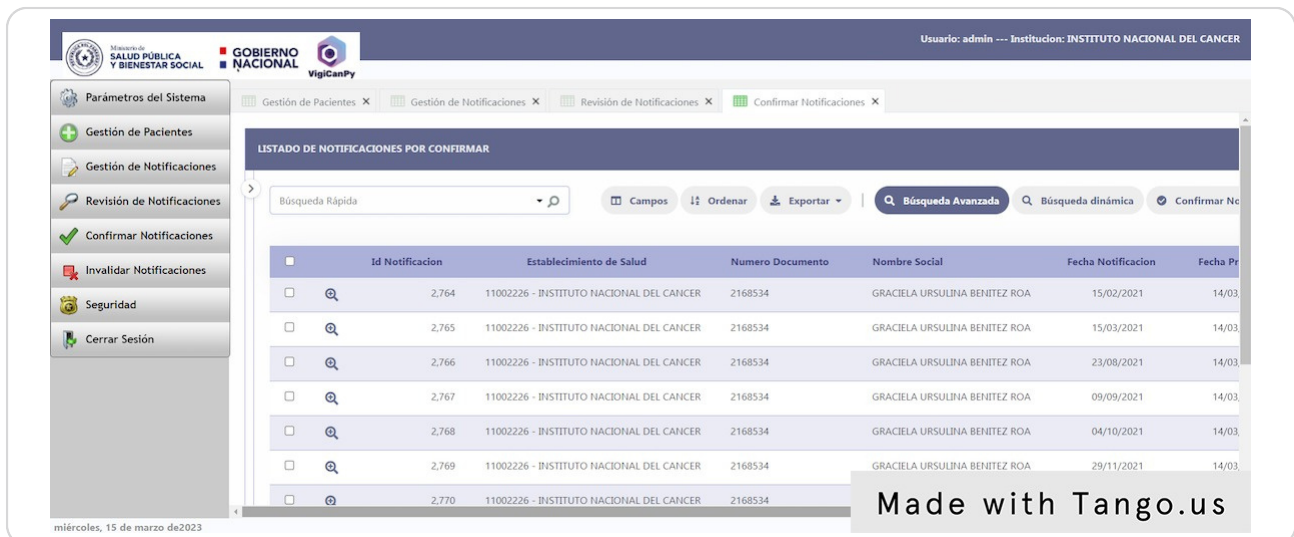 Ministerio de
SALUD PÚBLICA
Y BIENESTAR SOCIAL
GOBIERNO
NACIONAL
VigiCanPy
Usuario: admin --- Institucion: INSTITUTO NACIONAL DEL CANCER
Parámetros del Sistema
Gestión de Pacientes
Gestión de Notificaciones
Revisión de Notificaciones
Confirmar Notificaciones
Invalidar Notificaciones
Seguridad
Cerrar Sesión
Gestión de Pacientes X Gestión de Notificaciones X Revisión de Notificaciones X Confirmar Notificaciones X
LISTADO DE NOTIFICACIONES POR CONFIRMAR
Búsqueda Rápida Campos Ordenar Exportar Búsqueda Avanzada Búsqueda dinámica Confirmar No
Id Notificacion Establecimiento de Salud Numero Documento Nombre Social Fecha Notificacion Fecha Pr
2,764 11002226 - INSTITUTO NACIONAL DEL CANCER 2168534 GRACIELA URSULINA BENITEZ ROA 15/02/2021 14/03,
2,765 11002226 - INSTITUTO NACIONAL DEL CANCER 2168534 GRACIELA URSULINA BENITEZ ROA 15/03/2021 14/03
2,766 11002226 - INSTITUTO NACIONAL DEL CANCER 2168534 GRACIELA URSULINA BENITEZ ROA 23/08/2021 14/03,
2,767 11002226 - INSTITUTO NACIONAL DEL CANCER 2168534 GRACIELA URSULINA BENITEZ ROA 09/09/2021 14/03,
2,768 11002226 - INSTITUTO NACIONAL DEL CANCER 2168534 GRACIELA URSULINA BENITEZ ROA 04/10/2021 14/03,
2,769 11002226 - INSTITUTO NACIONAL DEL CANCER 2168534 GRACIELA URSULINA BENITEZ ROA 29/11/2021 14/03
2,770 11002226 - INSTITUTO NACIONAL DEL CANCER 2168534
Made with Tango.us
miércoles, 15 de marzo de2023